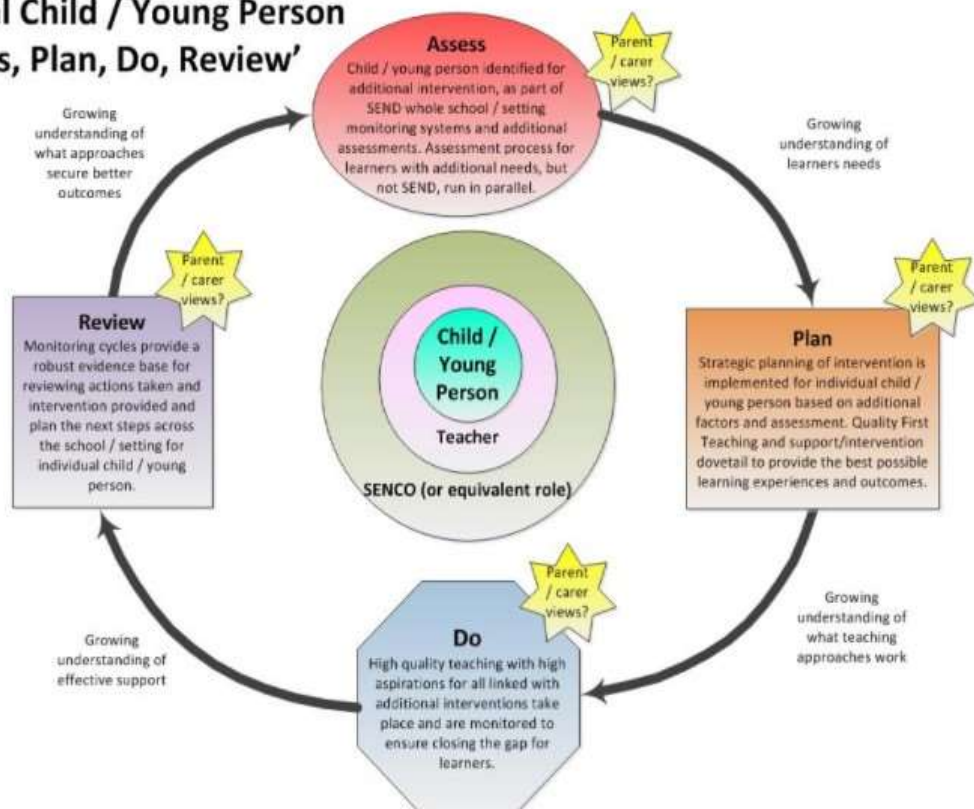 l Child / Young Person
s, Plan, Do, Review’
Assess
Child / young person identified for
additional intervention, as part of
SEND whole school / setting
monitoring systems and additional
assessments. Assessment process for
learners with additional needs, but
not SEND, run in parallel.
Parent
/ carer
views?
Growing
understanding of
learners needs
Parent
/ carer
views?
Plan
Strategic planning of intervention is
implemented for individual child /
young person based on additional
factors and assessment. Quality First
Teaching and support/intervention
dovetail to provide the best possible
learning experiences and outcomes.
Growing
understanding of
what teaching
approaches work
Parent
/ carer
views?
Do
High quality teaching with high
aspirations for all linked with
additional interventions take
place and are monitored to
ensure closing the gap for
learners.
Growing
understanding of
effective support
Parent
/ carer
views?
Review
Monitoring cycles provide a
robust evidence base for
reviewing actions taken and
intervention provided and
plan the next steps across
the school / setting for
individual child / young
person.
Growing
understanding of
what approaches
secure better
outcomes
Child /
Young
Person
Teacher
SENCO (or equivalent role)